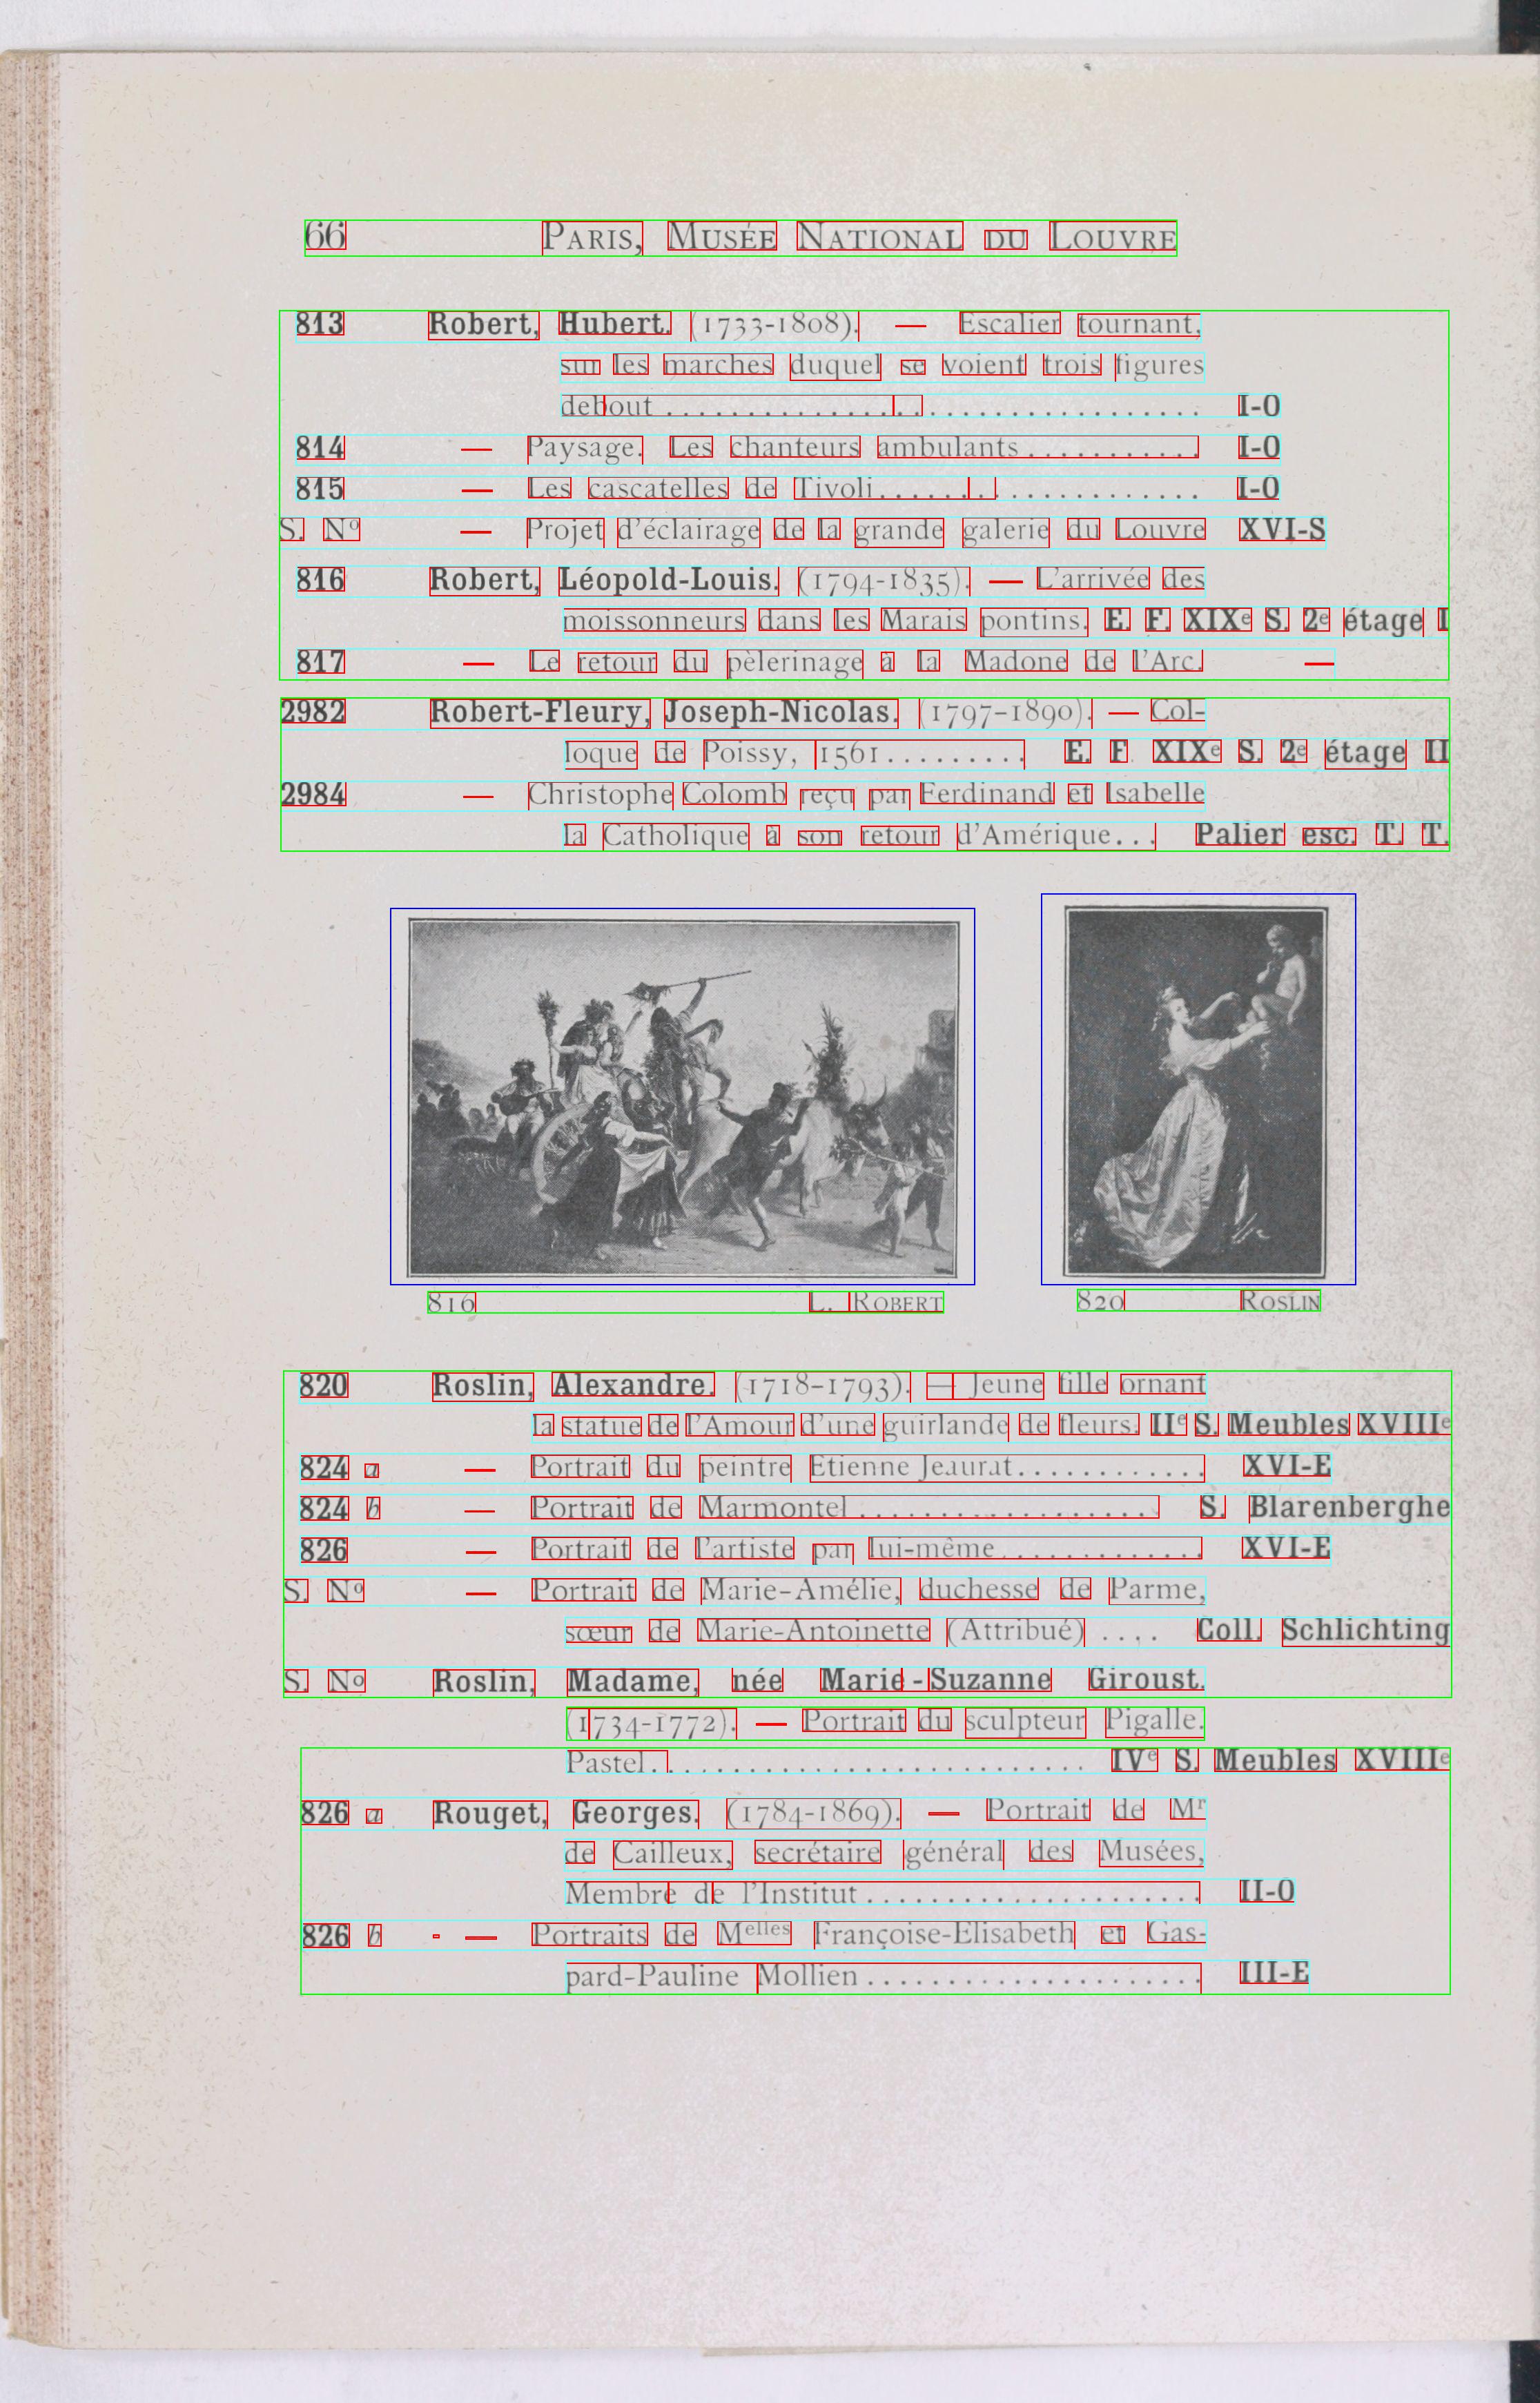 66 PARIS, MUSÉE NATIONAL DU LOUVRE
813 Robert, Hubert. (1733-1808). — Escalier tournant,
sur les marches duquel se voient trois figures
debout ................................. I-O
814 — Paysage. Les chanteurs ambulants ........... I-O
815 — Les cascatelles de Tivoli .................... I-O
S. Nº — Projet d'éclairage de la grande galerie du Louvre XVI-S
816 Robert, Léopold-Louis. (1794-1835). — L'arrivée des
moissonneurs dans les Marais pontins. E. F. XIXe S. 2e étage I
817 — Le retour du pèlerinage à la Madone de l'Arc. —
2982 Robert-Fleury, Joseph-Nicolas. (1797-1890). — Col-
loque de Poissy, 1561 ......... E. F. XIXe S. 2e étage II
2984 — Christophe Colomb reçu par Ferdinand et Isabelle
la Catholique à son retour d'Amérique... Palier esc. T. T.
816 L. ROBERT
820 ROSLIN
820 Roslin, Alexandre. (1718-1793). — Jeune fille ornant
la statue de l'Amour d'une guirlande de fleurs. IIe S. Meubles XVIIIe
824 a — Portrait du peintre Etienne Jeaurat ............ XVI-E
824 b — Portrait de Marmontel ................... S. Blarenberghe
826 — Portrait de l'artiste par lui-même ............. XVI-E
S. Nº — Portrait de Marie-Amélie, duchesse de Parme,
sœur de Marie-Antoinette (Attribué) .... Coll. Schlichting
S. Nº Roslin, Madame, née Marie-Suzanne Giroust.
(1734-1772). — Portrait du sculpteur Pigalle.
Pastel ........................... IVe S. Meubles XVIIIe
826 a Rouget, Georges. (1784-1869). — Portrait de Mr
de Cailleux, secrétaire général des Musées,
Membre de l'Institut ..................... II-O
826 b — Portraits de Melles Françoise-Elisabeth et Gas-
pard-Pauline Mollien ..................... III-E